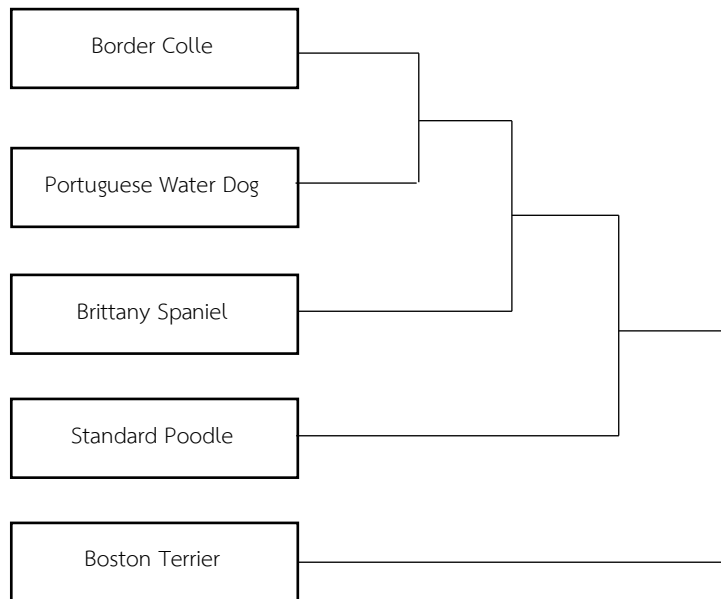 Border Colle
Portuguese Water Dog
Brittany Spaniel
Standard Poodle
Boston Terrier